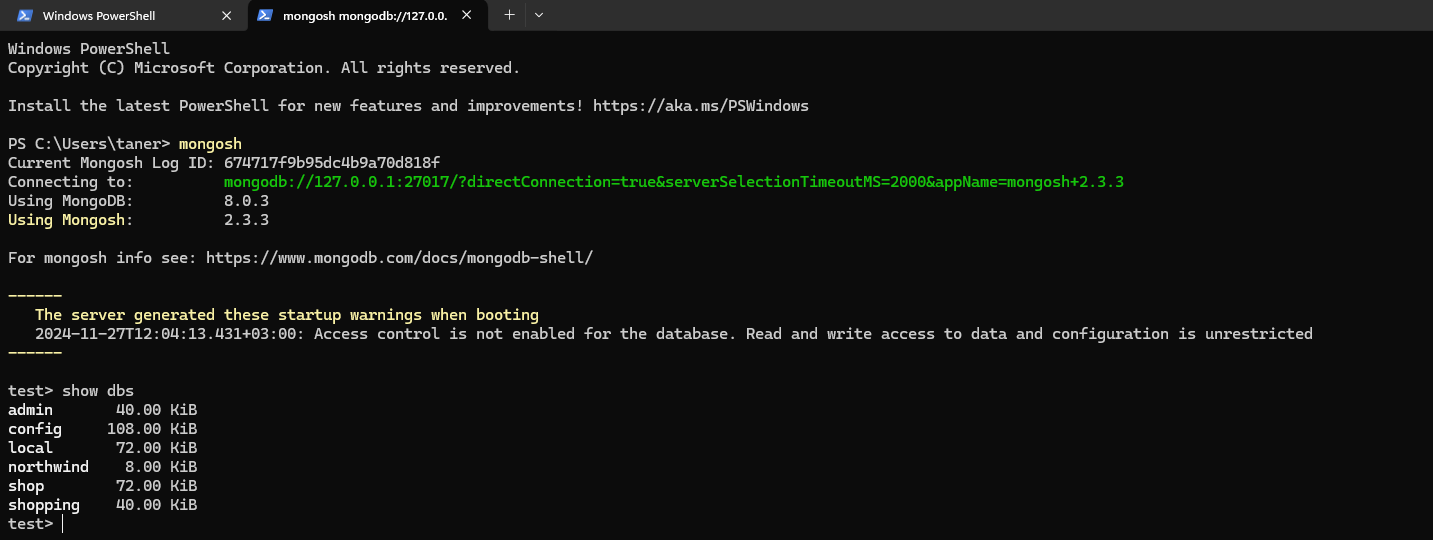 Windows PowerShell
mongosh mongodb://127.0.0.
Windows PowerShell
Copyright (C) Microsoft Corporation. All rights reserved.
Install the latest PowerShell for new features and improvements! https://aka.ms/PSWindows
PS C:\Users\taner> mongosh
Current Mongosh Log ID: 674717f9b95dc4b9a70d818f
Connecting to:          mongodb://127.0.0.1:27017/?directConnection=true&serverSelectionTimeoutMS=2000&appName=mongosh+2.3.3
Using MongoDB:          8.0.3
Using Mongosh:          2.3.3
For mongosh info see: https://www.mongodb.com/docs/mongodb-shell/
------
The server generated these startup warnings when booting
2024-11-27T12:04:13.431+03:00: Access control is not enabled for the database. Read and write access to data and configuration is unrestricted
------
test> show dbs
admin       40.00 KiB
config     108.00 KiB
local       72.00 KiB
northwind    8.00 KiB
shop        72.00 KiB
shopping    40.00 KiB
test>